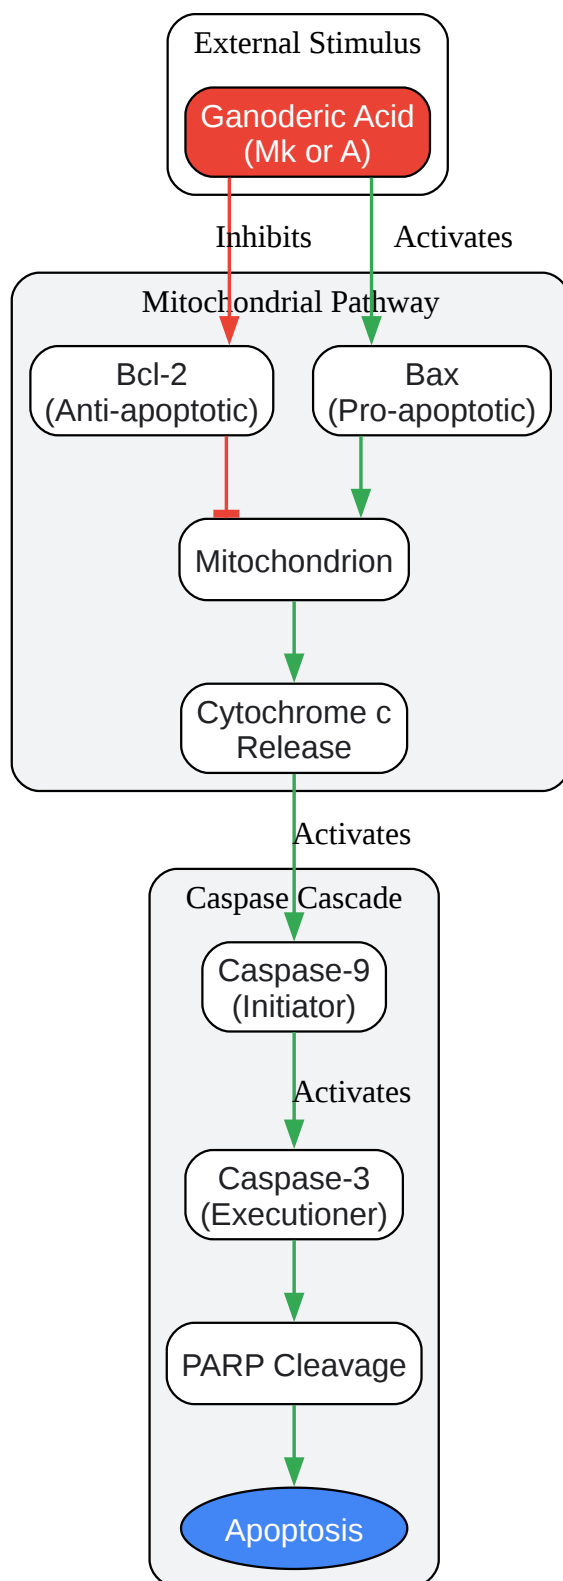 External Stimulus
Ganoderic Acid
(Mk or A)
Inhibits
Activates
Mitochondrial Pathway
Bcl-2
(Anti-apoptotic)
Bax
(Pro-apoptotic)
Mitochondrion
Cytochrome c
Release
Activates
Caspase Cascade
Caspase-9
(Initiator)
Activates
Caspase-3
(Executioner)
PARP Cleavage
Apoptosis